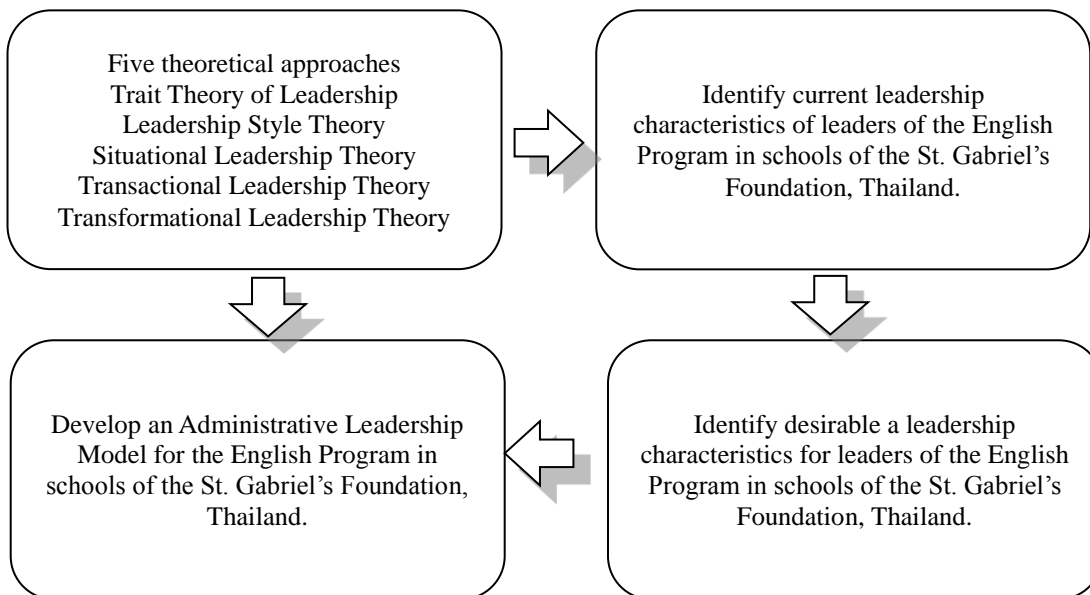 Five theoretical approaches
Trait Theory of Leadership
Leadership Style Theory
Situational Leadership Theory
Transactional Leadership Theory
Transformational Leadership Theory
Identify current leadership
characteristics of leaders of the English
Program in schools of the St. Gabriel’s
Foundation, Thailand.
Develop an Administrative Leadership
Model for the English Program in
schools of the St. Gabriel’s Foundation,
Thailand.
Identify desirable a leadership
characteristics for leaders of the English
Program in schools of the St. Gabriel’s
Foundation, Thailand.